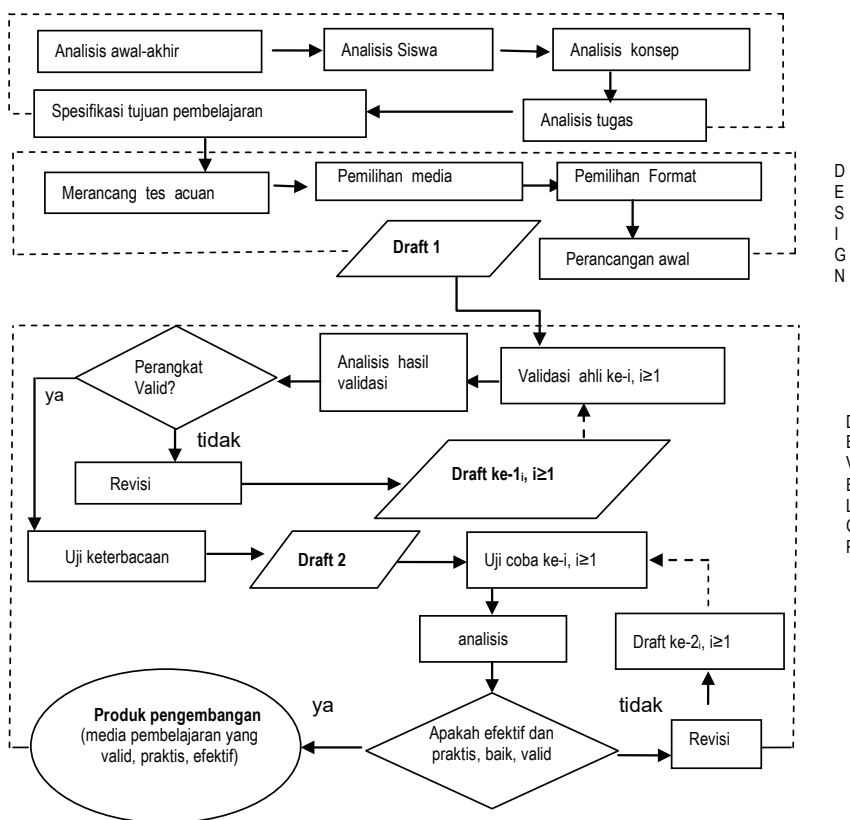 Analisis awal-akhir
Analisis Siswa
Analisis konsep
Spesifikasi tujuan pembelajaran
Analisis tugas
Merancang tes acuan
Pemilihan media
Pemilihan Format
Draft 1
Perancangan awal
D
E
S
I
G
N
Perangkat
Valid?
Analisis hasil
validasi
Validasi ahli ke-i, i≥1
ya
tidak
Revisi
Draft ke-1ᵢ, i≥1
Uji keterbacaan
Draft 2
Uji coba ke-i, i≥1
analisis
Draft ke-2ᵢ, i≥1
Produk pengembangan
(media pembelajaran yang
valid, praktis, efektif)
ya
Apakah efektif dan
praktis, baik, valid
tidak
Revisi